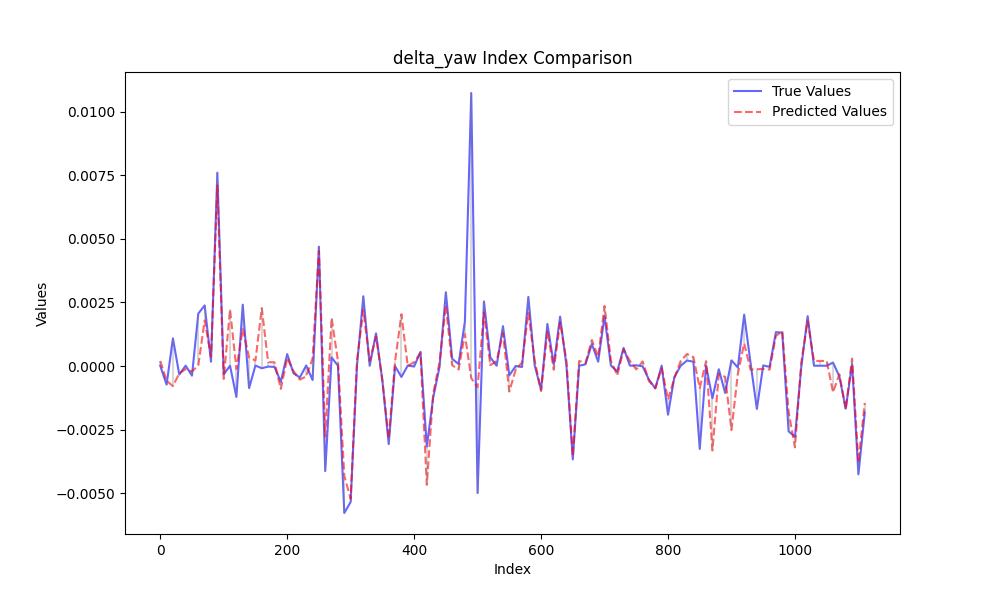 delta_yaw Index Comparison
True Values
Predicted Values
0.0100
0.0075
0.0050
0.0025
0.0000
−0.0025
−0.0050
Values
0 200 400 600 800 1000
Index